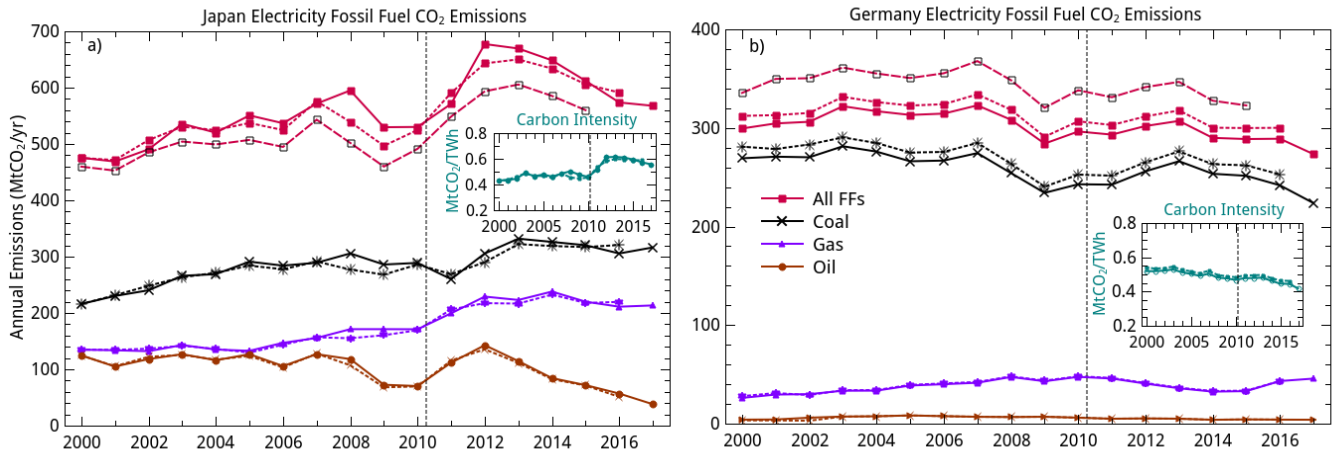 Japan Electricity Fossil Fuel CO₂ Emissions
a)
Annual Emissions (MtCO₂/yr)
700
600
500
400
300
200
100
0
2000 2002 2004 2006 2008 2010 2012 2014 2016
Carbon Intensity
MtCO₂/TWh
0.8
0.6
0.4
0.2
2000 2005 2010 2015
Germany Electricity Fossil Fuel CO₂ Emissions
b)
400
300
200
100
0
2000 2002 2004 2006 2008 2010 2012 2014 2016
All FFs
Coal
Gas
Oil
Carbon Intensity
MtCO₂/TWh
0.8
0.6
0.4
0.2
2000 2005 2010 2015